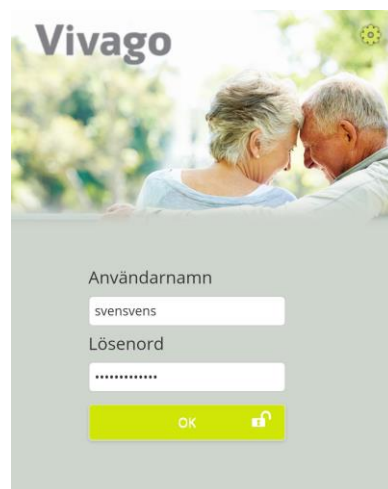 Vivago
Användarnamn
svensvens
Lösenord
•••••••••••••
OK